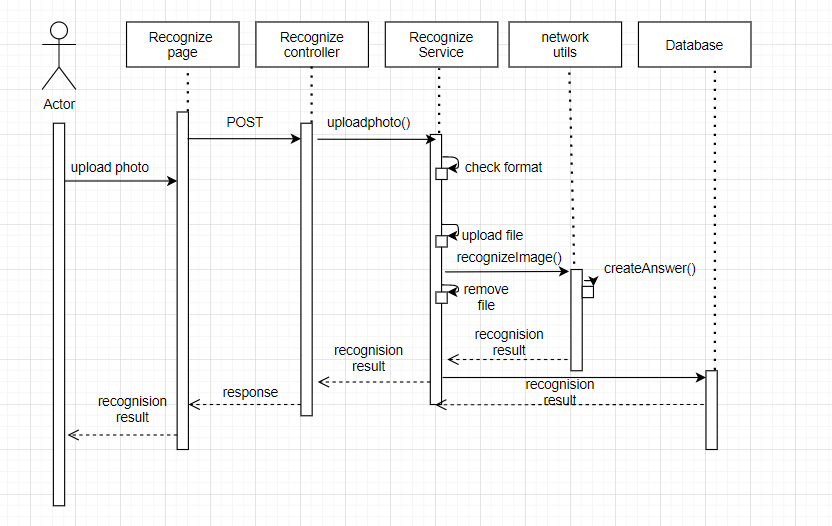 Recognize
page
Recognize
controller
Recognize
Service
network
utils
Database
Actor
POST
uploadphoto()
upload photo
check format
upload file
recognizeImage()
createAnswer()
remove
file
recognision
result
recognision
result
recognision
result
response
recognision
result